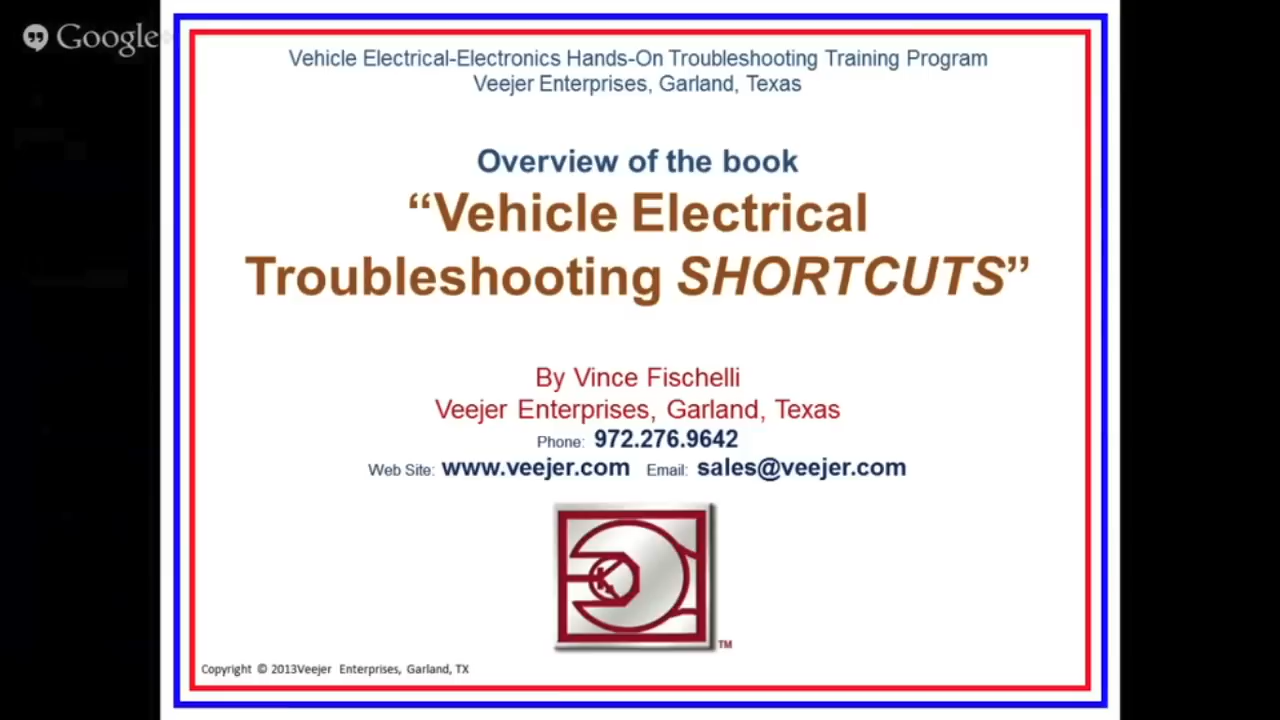 Google
Vehicle Electrical-Electronics Hands-On Troubleshooting Training Program
Veejer Enterprises, Garland, Texas
Overview of the book
“Vehicle Electrical
Troubleshooting SHORTCUTS”
By Vince Fischelli
Veejer Enterprises, Garland, Texas
Phone: 972.276.9642
Web Site: www.veejer.com Email: sales@veejer.com
TM
Copyright © 2013Veejer Enterprises, Garland, TX